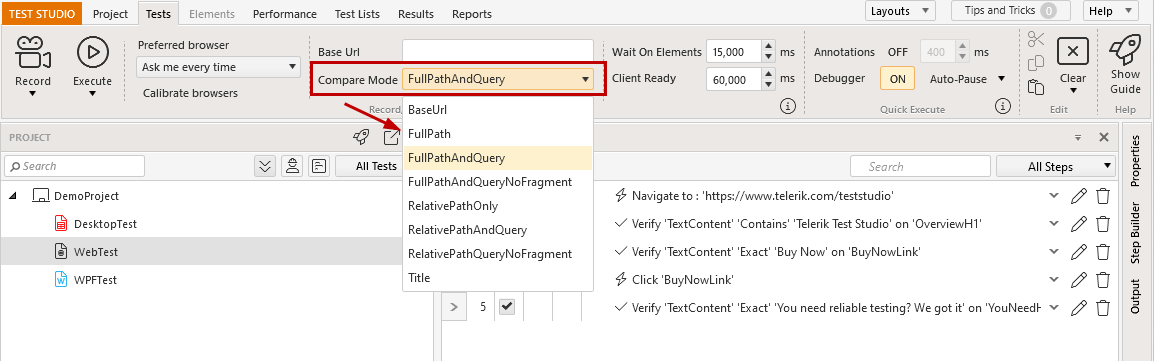 TEST STUDIO Project Tests Elements Performance Test Lists Results Reports Layouts Tips and Tricks 0 Help
Preferred browser
Ask me every time
Calibrate browsers
Record
Execute
Base Url
Compare Mode FullPathAndQuery
Record,
BaseUrl
FullPath
FullPathAndQuery
FullPathAndQueryNoFragment
RelativePathOnly
RelativePathAndQuery
RelativePathQueryNoFragment
Title
Wait On Elements 15,000 ms
Client Ready 60,000 ms
Annotations OFF 400 ms
Debugger ON Auto-Pause
Quick Execute
Clear
Edit
Show
Guide
Help
PROJECT
Search All Tests
DemoProject
DesktopTest
WebTest
WPFTest
Search All Steps
Navigate to : 'https://www.telerik.com/teststudio'
Verify 'TextContent' 'Contains' 'Telerik Test Studio' on 'OverviewH1'
Verify 'TextContent' 'Exact' 'Buy Now' on 'BuyNowLink'
Click 'BuyNowLink'
5 Verify 'TextContent' 'Exact' 'You need reliable testing? We got it' on 'YouNeedH
Properties
Step Builder
Output